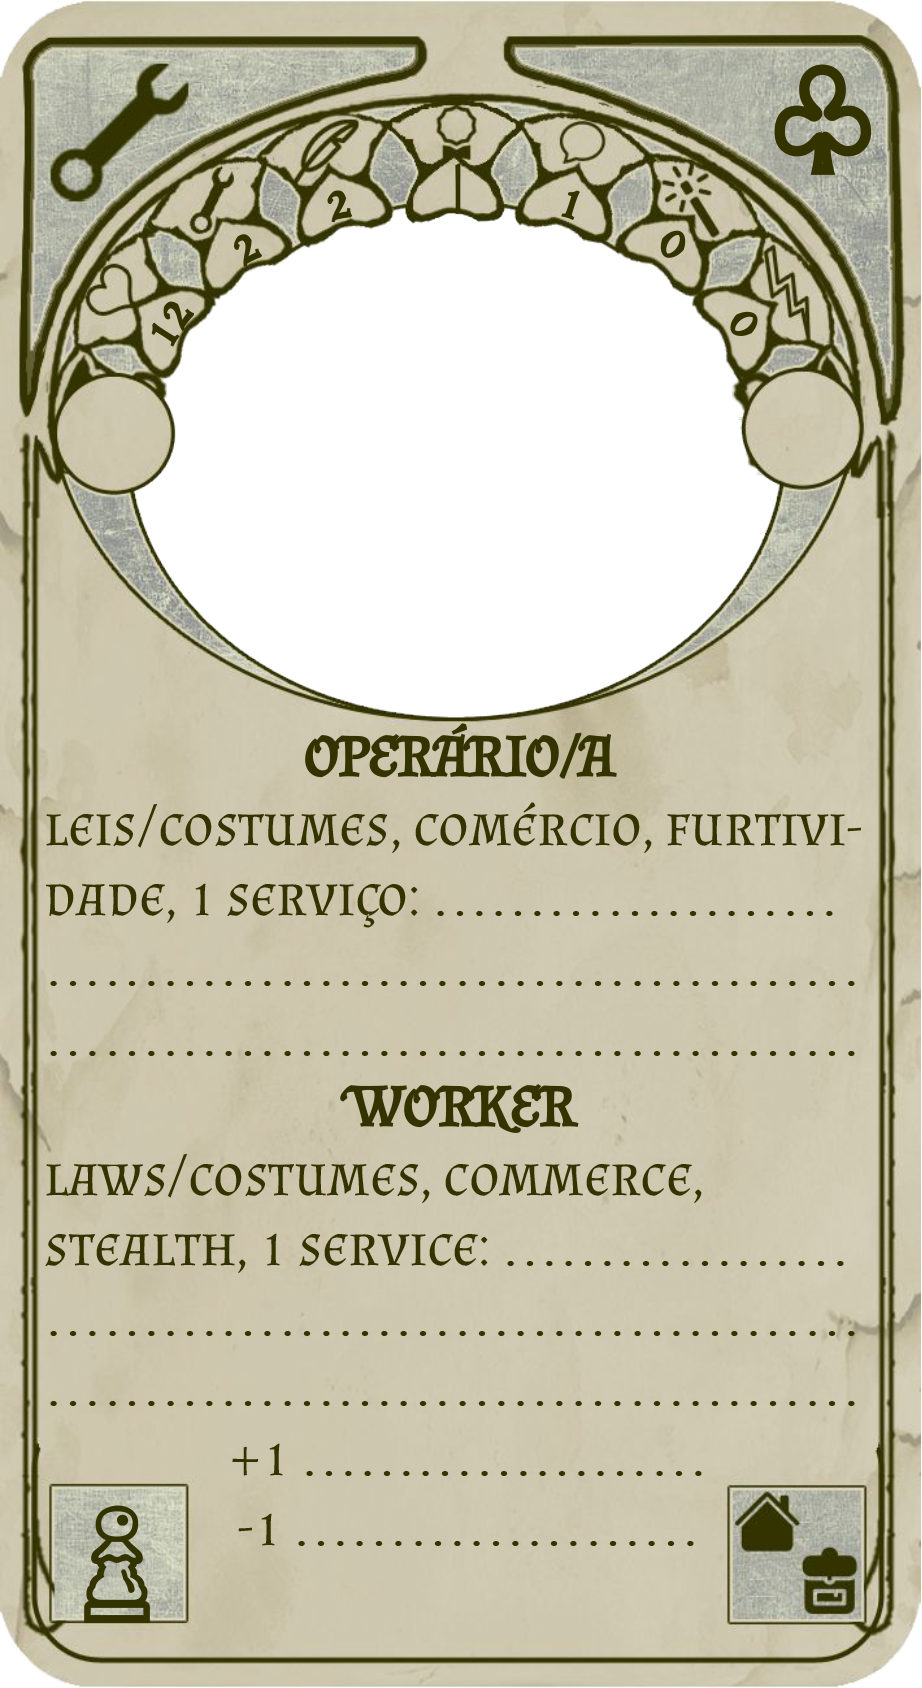 12
2
2
1
0
0
OPERÁRIO/A
LEIS/COSTUMES, COMÉRCIO, FURTIVI-
DADE, 1 SERVIÇO: .....................
..........................................
..........................................
WORKER
LAWS/COSTUMES, COMMERCE,
STEALTH, 1 SERVICE: ..................
..........................................
..........................................
+1 .....................
-1 .....................